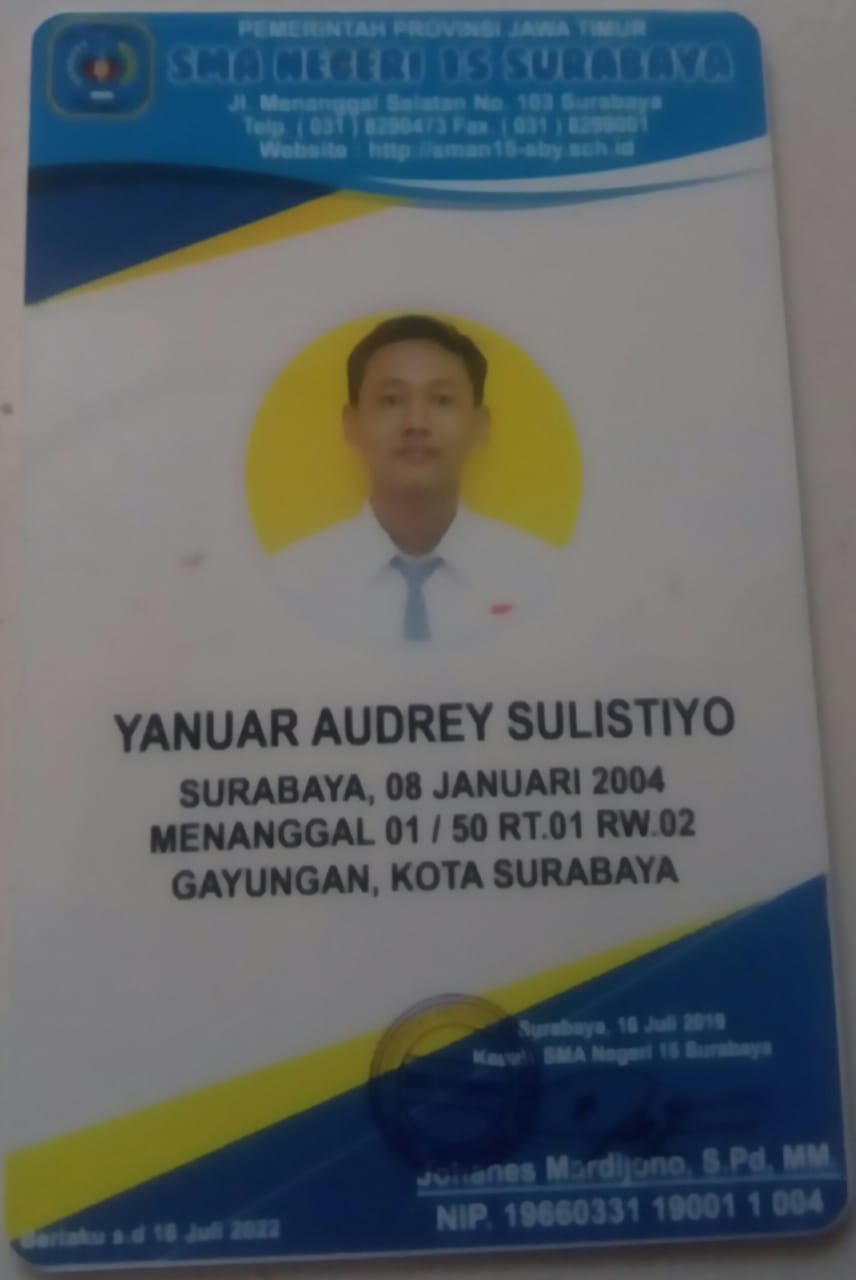 PEMERINTAH PROVINSI JAWA TIMUR
SMA NEGERI 15 SURABAYA
Jl. Menanggal Selatan No. 103 Surabaya
Telp. ( 031 ) 8290473 Fax. ( 031 )
Website : http://sman15-sby.sch.id
YANUAR AUDREY SULISTIYO
SURABAYA, 08 JANUARI 2004
MENANGGAL 01 / 50 RT.01 RW.02
GAYUNGAN, KOTA SURABAYA
Surabaya, 16 Juli 2019
SMA Negeri 15 Surabaya
Johanes Mardijono, S.Pd, MM
NIP. 19660331 19001 1 004
Berlaku s.d 16 Juli 2022